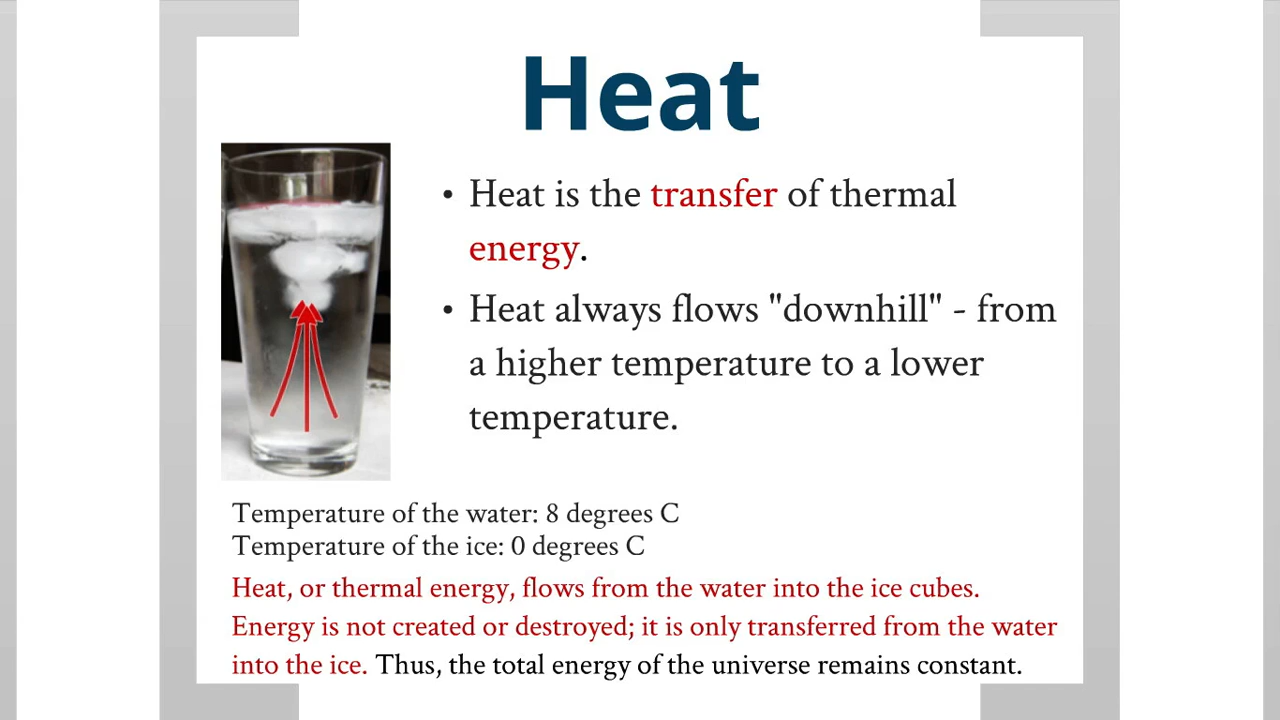 Heat
• Heat is the transfer of thermal
energy.
• Heat always flows "downhill" - from
a higher temperature to a lower
temperature.
Temperature of the water: 8 degrees C
Temperature of the ice: 0 degrees C
Heat, or thermal energy, flows from the water into the ice cubes.
Energy is not created or destroyed; it is only transferred from the water
into the ice. Thus, the total energy of the universe remains constant.